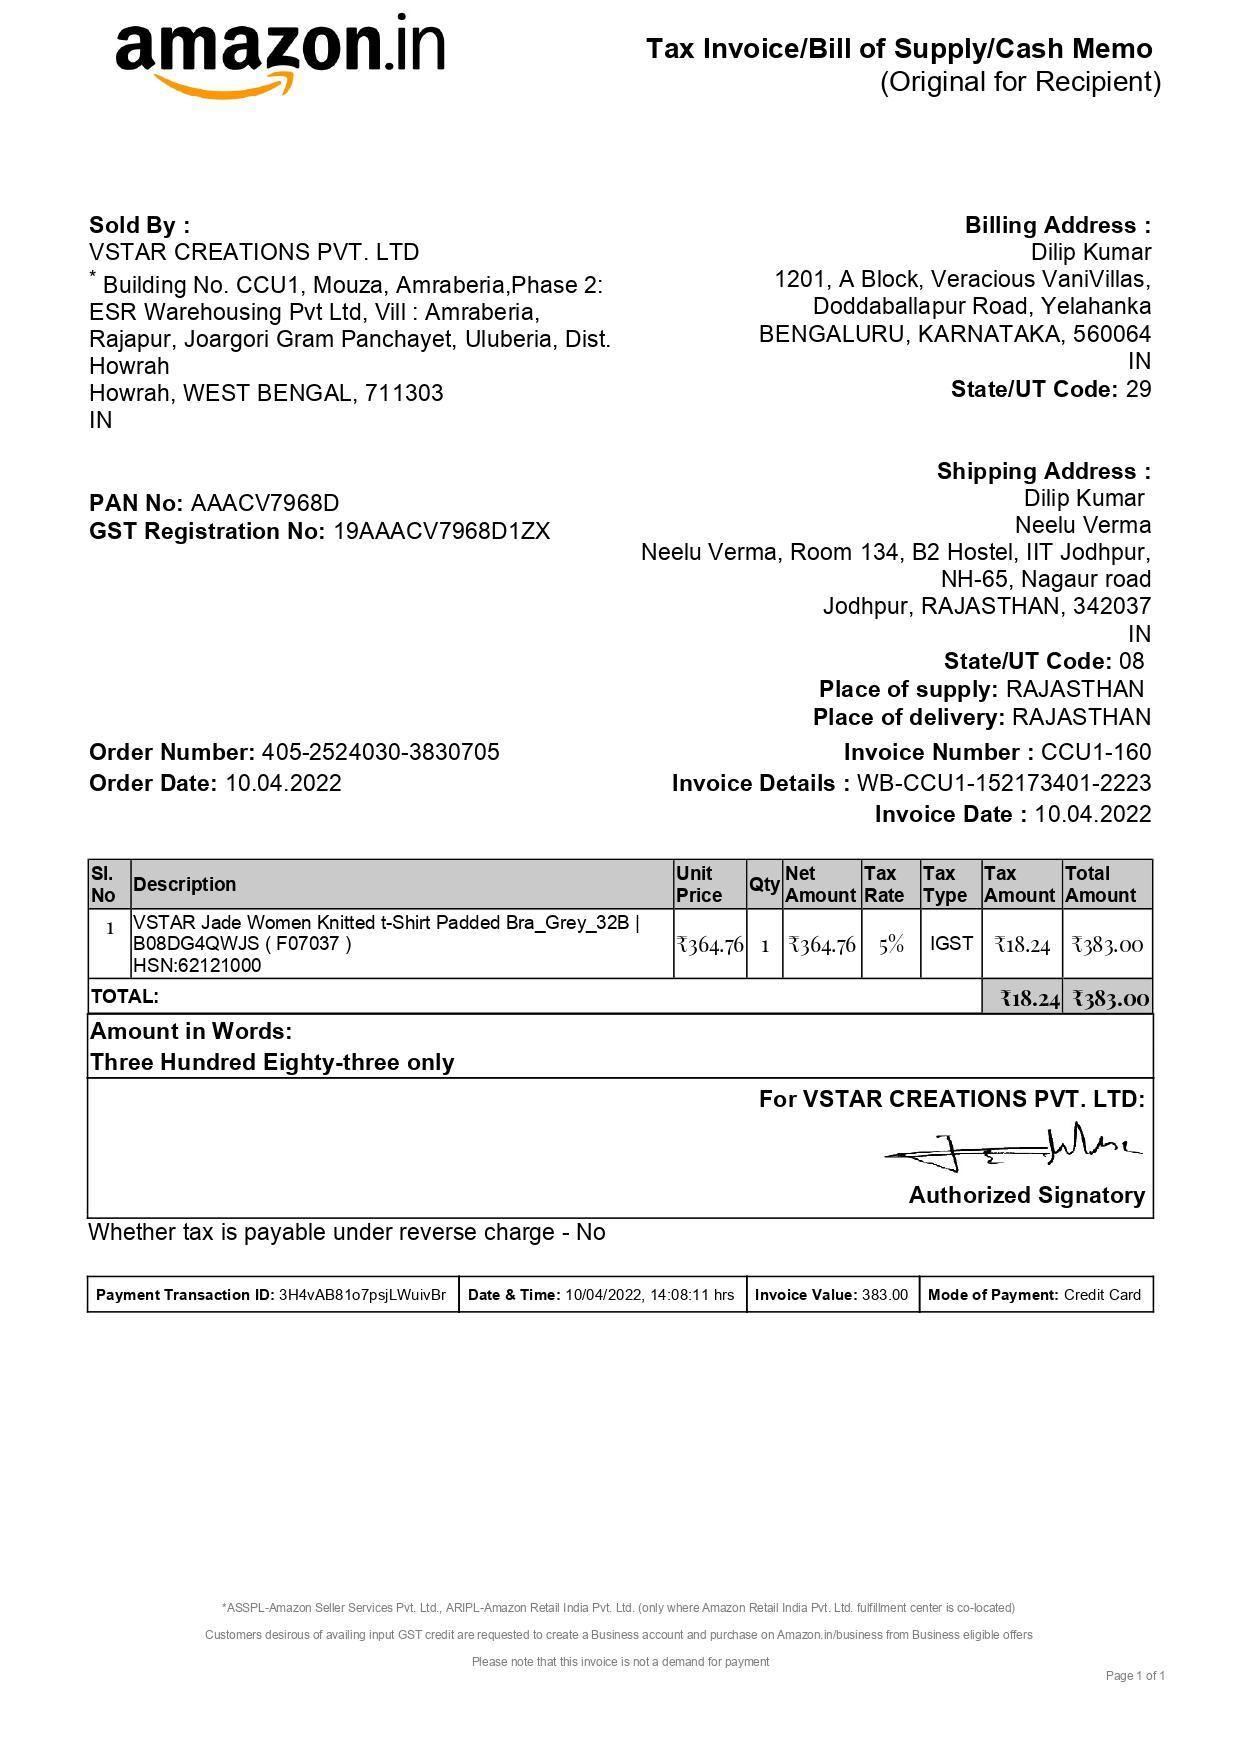 amazon.in
Tax Invoice/Bill of Supply/Cash Memo
(Original for Recipient)
Sold By :
VSTAR CREATIONS PVT. LTD
* Building No. CCU1, Mouza, Amraberia,Phase 2:
ESR Warehousing Pvt Ltd, Vill : Amraberia,
Rajapur, Joargori Gram Panchayet, Uluberia, Dist.
Howrah
Howrah, WEST BENGAL, 711303
IN
Billing Address :
Dilip Kumar
1201, A Block, Veracious VaniVillas,
Doddaballapur Road, Yelahanka
BENGALURU, KARNATAKA, 560064
IN
State/UT Code: 29
PAN No: AAACV7968D
GST Registration No: 19AAACV7968D1ZX
Shipping Address :
Dilip Kumar
Neelu Verma
Neelu Verma, Room 134, B2 Hostel, IIT Jodhpur,
NH-65, Nagaur road
Jodhpur, RAJASTHAN, 342037
IN
State/UT Code: 08
Place of supply: RAJASTHAN
Place of delivery: RAJASTHAN
Order Number: 405-2524030-3830705
Order Date: 10.04.2022
Invoice Number : CCU1-160
Invoice Details : WB-CCU1-152173401-2223
Invoice Date : 10.04.2022
Sl. No Description Unit Price Qty Net Amount Tax Rate Tax Type Tax Amount Total Amount
1 VSTAR Jade Women Knitted t-Shirt Padded Bra_Grey_32B |
B08DG4QWJS ( F07037 )
HSN:62121000
₹364.76 1 ₹364.76 5% IGST ₹18.24 ₹383.00
TOTAL: ₹18.24 ₹383.00
Amount in Words:
Three Hundred Eighty-three only
For VSTAR CREATIONS PVT. LTD:
Authorized Signatory
Whether tax is payable under reverse charge - No
Payment Transaction ID: 3H4vAB81o7psjLWuivBr Date & Time: 10/04/2022, 14:08:11 hrs Invoice Value: 383.00 Mode of Payment: Credit Card
*ASSPL-Amazon Seller Services Pvt. Ltd., ARIPL-Amazon Retail India Pvt. Ltd. (only where Amazon Retail India Pvt. Ltd. fulfillment center is co-located)
Customers desirous of availing input GST credit are requested to create a Business account and purchase on Amazon.in/business from Business eligible offers
Please note that this invoice is not a demand for payment
Page 1 of 1